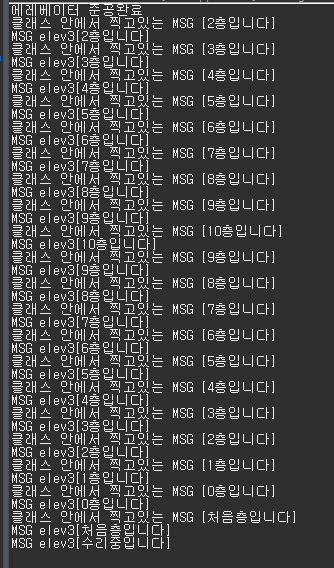 에레베이터 준공완료
클래스 안에서 찍고있는 MSG [2층입니다]
MSG elev3[2층입니다]
클래스 안에서 찍고있는 MSG [3층입니다]
MSG elev3[3층입니다]
클래스 안에서 찍고있는 MSG [4층입니다]
MSG elev3[4층입니다]
클래스 안에서 찍고있는 MSG [5층입니다]
MSG elev3[5층입니다]
클래스 안에서 찍고있는 MSG [6층입니다]
MSG elev3[6층입니다]
클래스 안에서 찍고있는 MSG [7층입니다]
MSG elev3[7층입니다]
클래스 안에서 찍고있는 MSG [8층입니다]
MSG elev3[8층입니다]
클래스 안에서 찍고있는 MSG [9층입니다]
MSG elev3[9층입니다]
클래스 안에서 찍고있는 MSG [10층입니다]
MSG elev3[10층입니다]
클래스 안에서 찍고있는 MSG [9층입니다]
MSG elev3[9층입니다]
클래스 안에서 찍고있는 MSG [8층입니다]
MSG elev3[8층입니다]
클래스 안에서 찍고있는 MSG [7층입니다]
MSG elev3[7층입니다]
클래스 안에서 찍고있는 MSG [6층입니다]
MSG elev3[6층입니다]
클래스 안에서 찍고있는 MSG [5층입니다]
MSG elev3[5층입니다]
클래스 안에서 찍고있는 MSG [4층입니다]
MSG elev3[4층입니다]
클래스 안에서 찍고있는 MSG [3층입니다]
MSG elev3[3층입니다]
클래스 안에서 찍고있는 MSG [2층입니다]
MSG elev3[2층입니다]
클래스 안에서 찍고있는 MSG [1층입니다]
MSG elev3[1층입니다]
클래스 안에서 찍고있는 MSG [0층입니다]
MSG elev3[0층입니다]
클래스 안에서 찍고있는 MSG [처음층입니다]
MSG elev3[처음층입니다]
MSG elev3[수리중입니다]